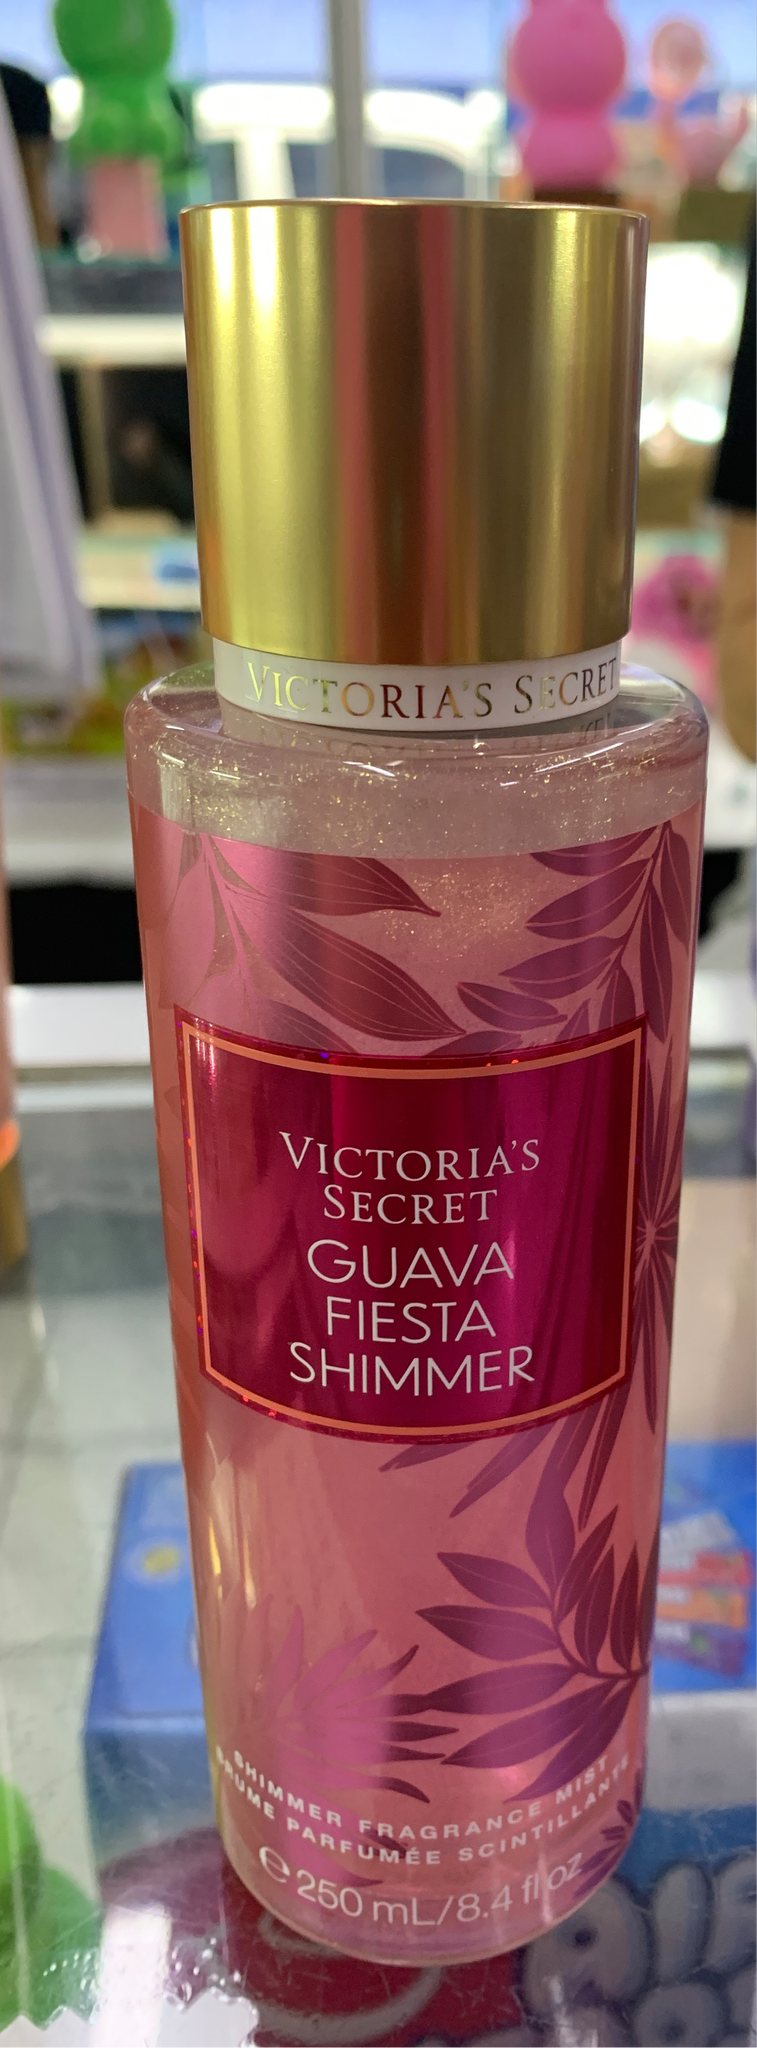 VICTORIA'S SECRET
VICTORIA'S
SECRET
GUAVA
FIESTA
SHIMMER
SHIMMER FRAGRANCE MIST
BRUME PARFUMÉE SCINTILLANTE
℮ 250 mL/8.4 fl oz